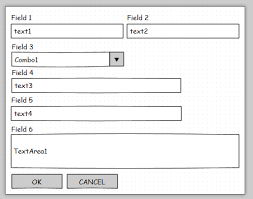 Field 1 Field 2
text1 text2
Field 3
Combo1
Field 4
text3
Field 5
text4
Field 6
TextArea1
OK CANCEL